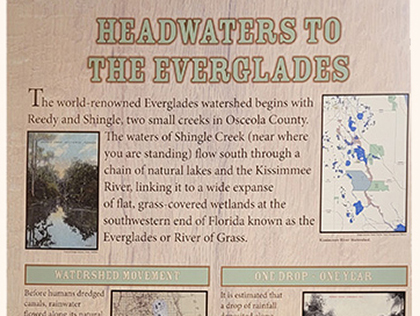 HEADWATERS TO
THE EVERGLADES
The world-renowned Everglades watershed begins with
Reedy and Shingle, two small creeks in Osceola County.
The waters of Shingle Creek (near where
you are standing) flow south through a
chain of natural lakes and the Kissimmee
River, linking it to a wide expanse
of flat, grass-covered wetlands at the
southwestern end of Florida known as the
Everglades or River of Grass.
Kissimmee River Watershed
WATERSHED MOVEMENT
Before humans dredged
canals, rainwater
flowed along its natural
ONE DROP - ONE YEAR
It is estimated that
a drop of rainfall